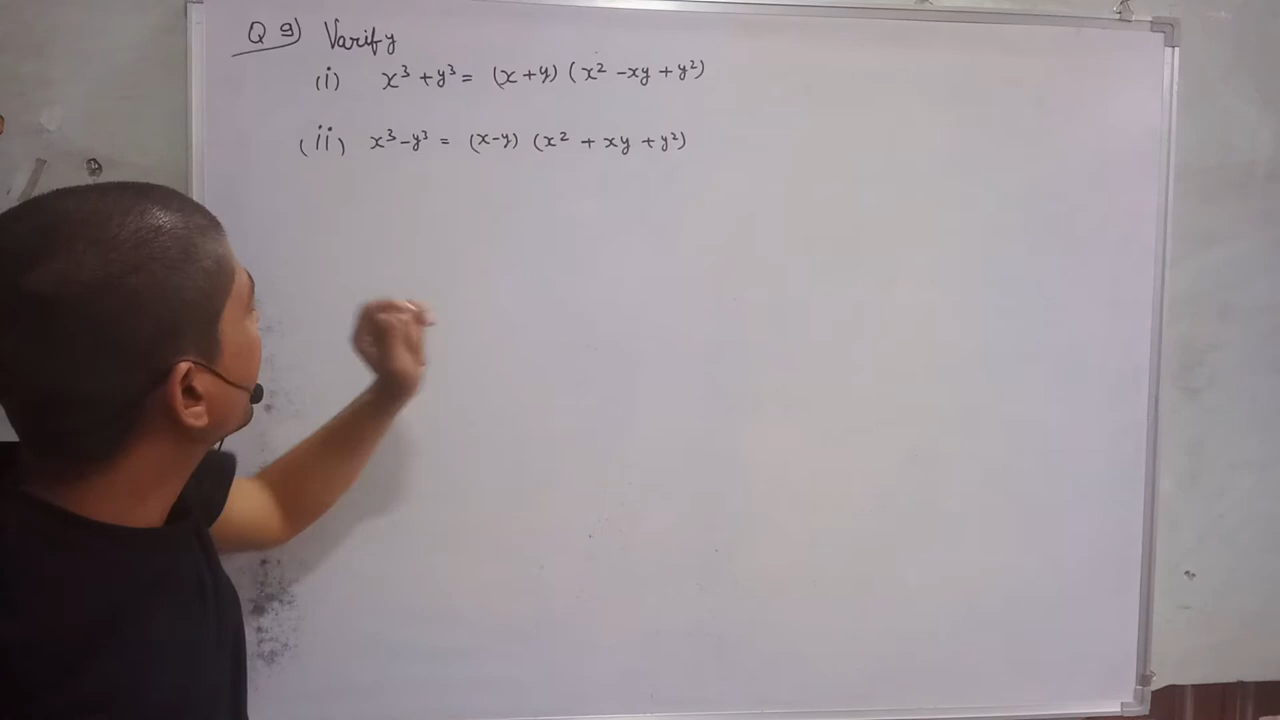 Q 9) Varify
(i) x³ + y³ = (x + y) (x² - xy + y²)
(ii) x³ - y³ = (x - y) (x² + xy + y²)